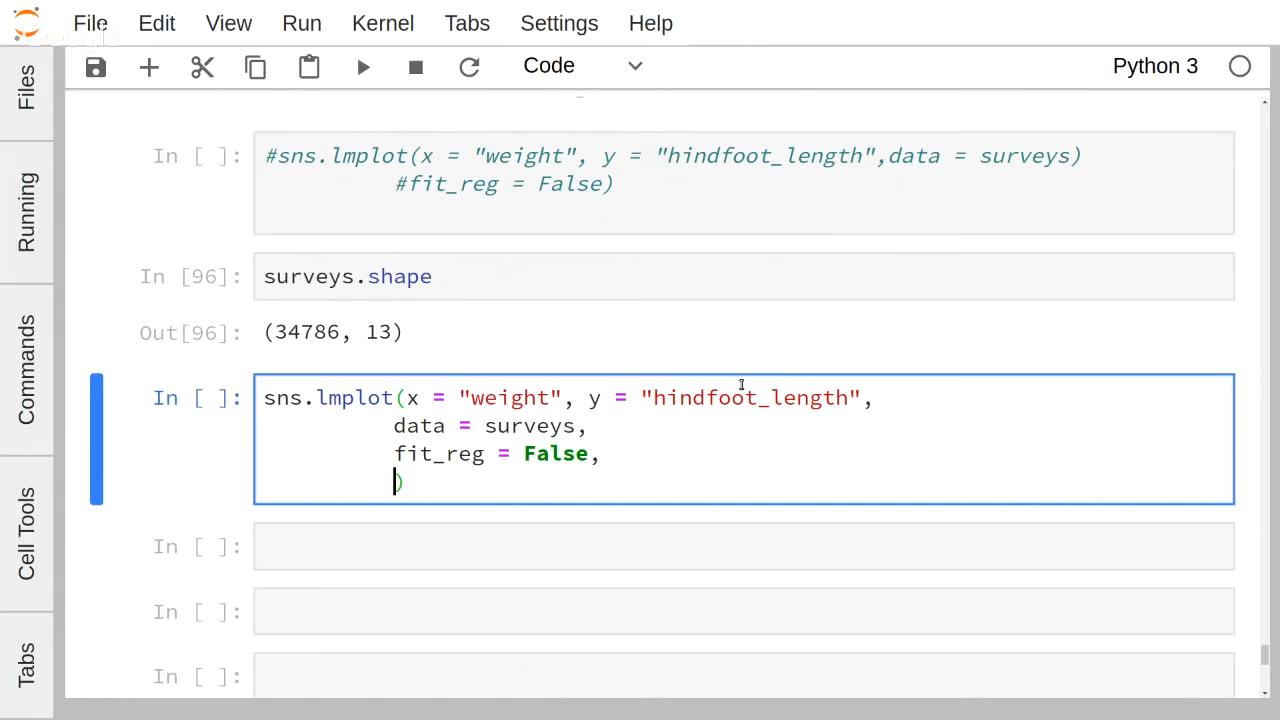 File Edit View Run Kernel Tabs Settings Help
Code Python 3
Files
Running
Commands
Cell Tools
Tabs
In [ ]: #sns.lmplot(x = "weight", y = "hindfoot_length",data = surveys)
#fit_reg = False)
In [96]: surveys.shape
Out[96]: (34786, 13)
In [ ]: sns.lmplot(x = "weight", y = "hindfoot_length",
data = surveys,
fit_reg = False,
)
In [ ]:
In [ ]:
In [ ]: